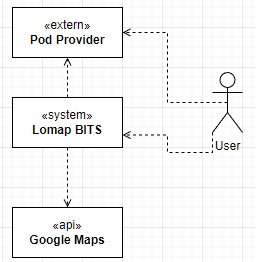 «extern»
Pod Provider
«system»
Lomap BITS
User
«api»
Google Maps